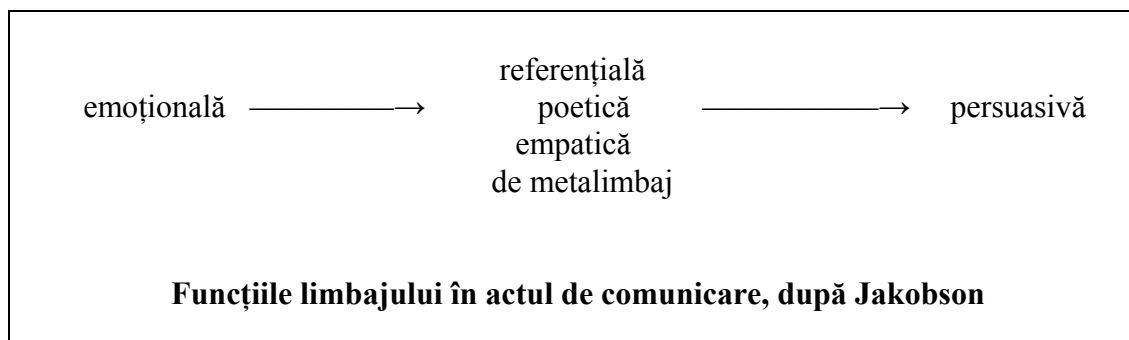 referențială
emoțională ————→ poetică —————→ persuasivă
empatică
de metalimbaj
Funcțiile limbajului în actul de comunicare, după Jakobson